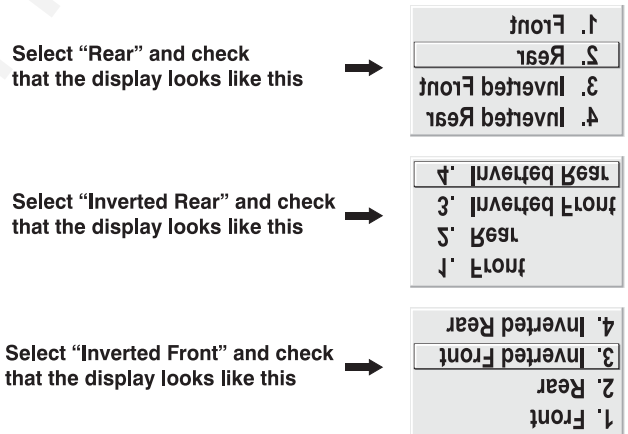 Select “Rear” and check
that the display looks like this
1. Front
2. Rear
3. Inverted Front
4. Inverted Rear
Select “Inverted Rear” and check
that the display looks like this
4. Inverted Rear
3. Inverted Front
2. Rear
1. Front
Select “Inverted Front” and check
that the display looks like this
4. Inverted Rear
3. Inverted Front
2. Rear
1. Front